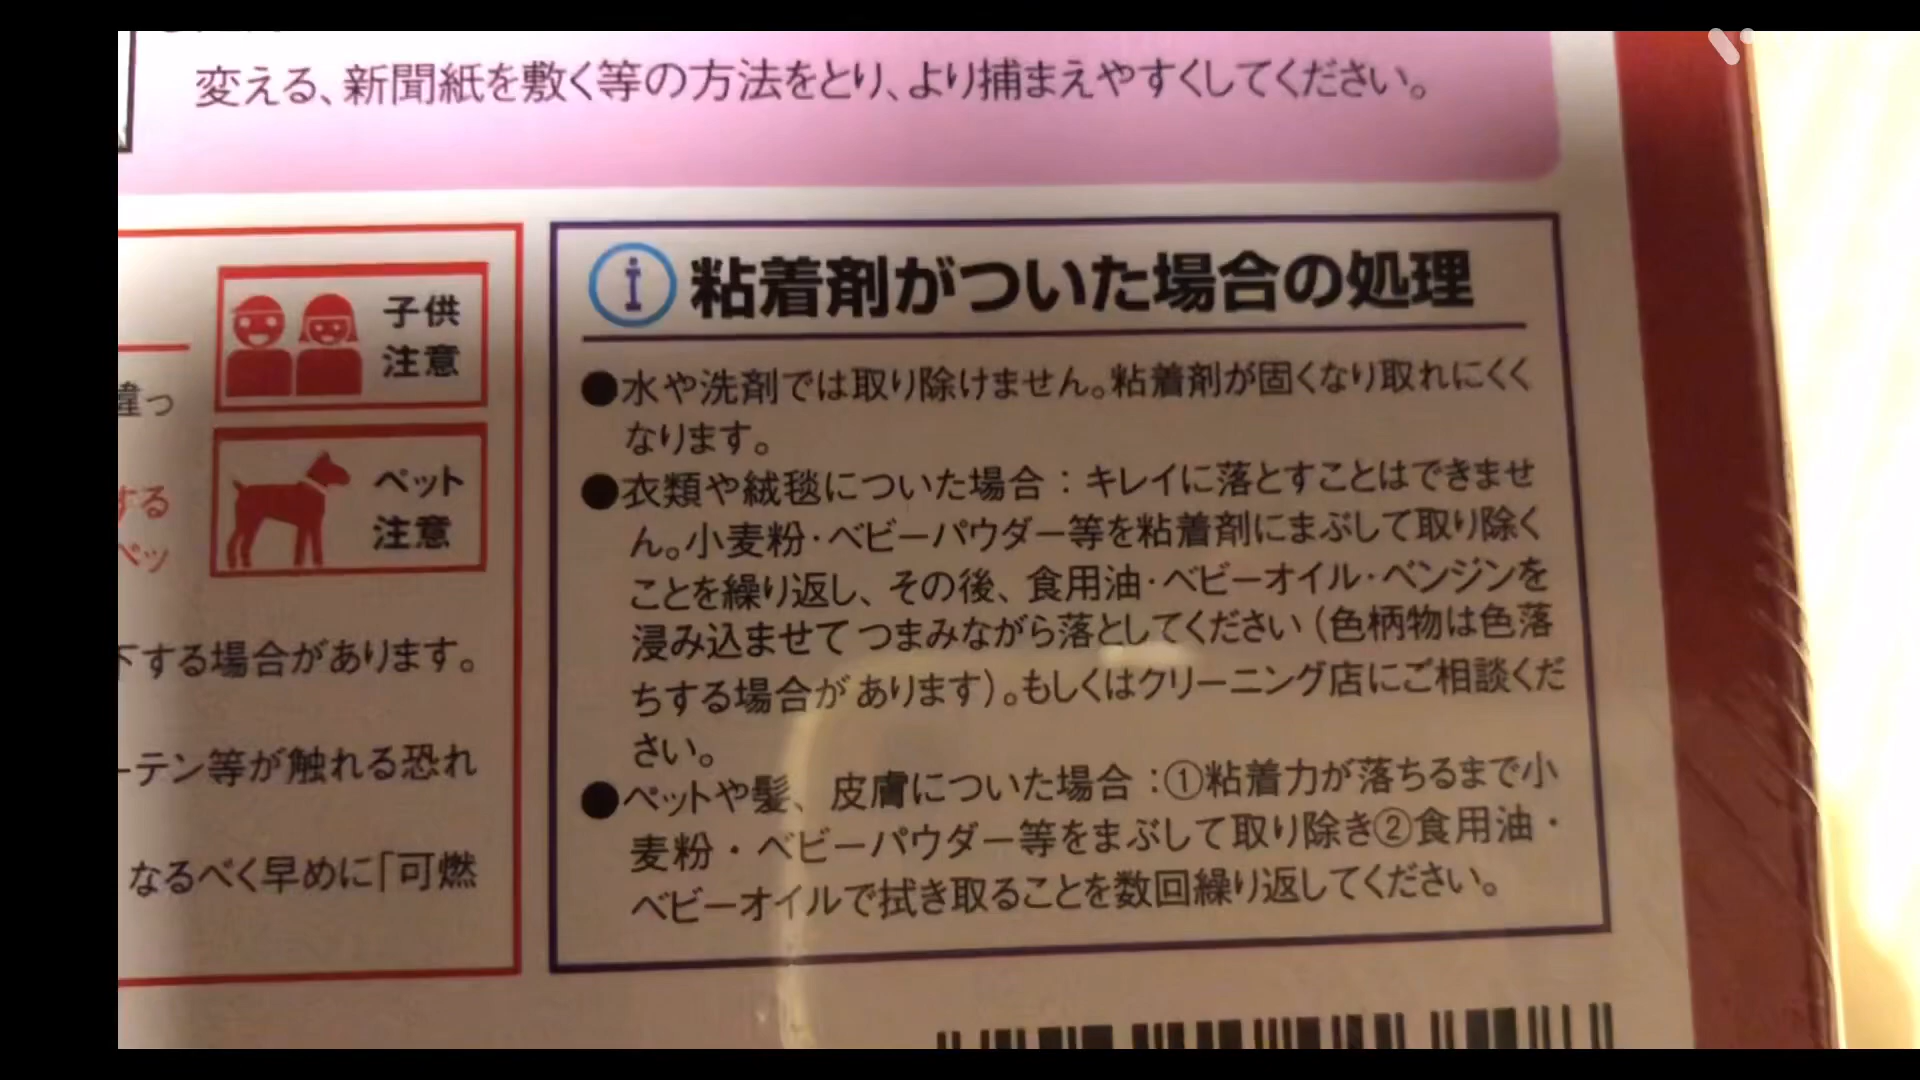 変える、新聞紙を敷く等の方法をとり、より捕まえやすくしてください。
子供
注意
違っ
ペット
注意
する
ペッ
する場合があります。
ーテン等が触れる恐れ
なるべく早めに「可燃
i 粘着剤がついた場合の処理
●水や洗剤では取り除けません。粘着剤が固くなり取れにくく
なります。
●衣類や絨毯についた場合：キレイに落とすことはできませ
ん。小麦粉・ベビーパウダー等を粘着剤にまぶして取り除く
ことを繰り返し、その後、食用油・ベビーオイル・ベンジンを
浸み込ませてつまみながら落としてください（色柄物は色落
ちする場合があります）。もしくはクリーニング店にご相談くだ
さい。
●ペットや髪、皮膚についた場合：①粘着力が落ちるまで小
麦粉・ベビーパウダー等をまぶして取り除き②食用油・
ベビーオイルで拭き取ることを数回繰り返してください。